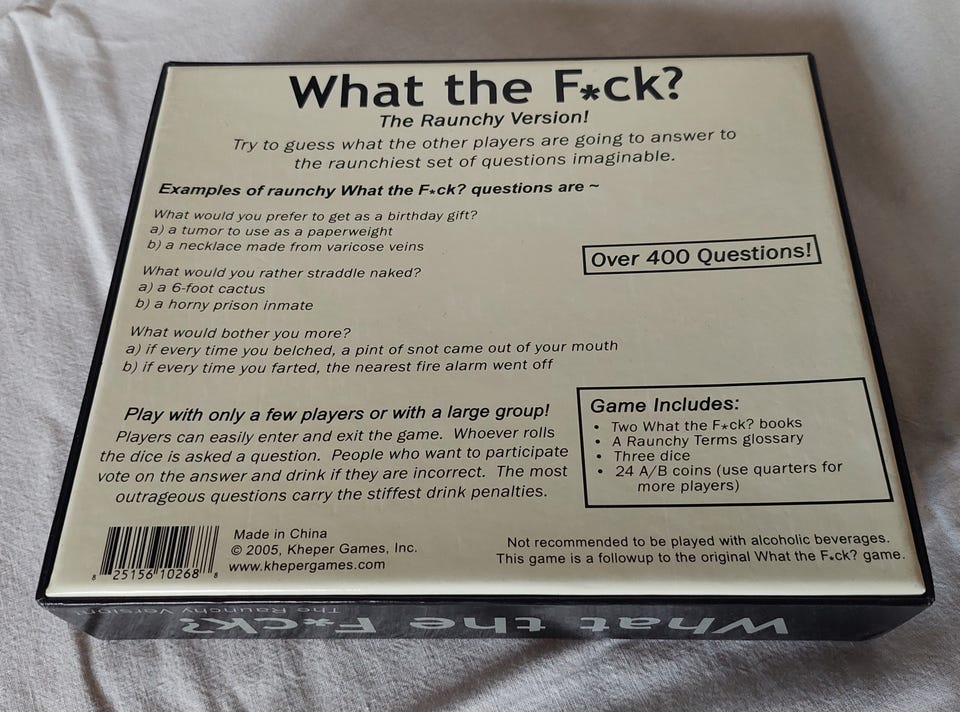 What the F*ck?
The Raunchy Version!
Try to guess what the other players are going to answer to
the raunchiest set of questions imaginable.
Examples of raunchy What the F*ck? questions are ~
What would you prefer to get as a birthday gift?
a) a tumor to use as a paperweight
b) a necklace made from varicose veins
Over 400 Questions!
What would you rather straddle naked?
a) a 6-foot cactus
b) a horny prison inmate
What would bother you more?
a) if every time you belched, a pint of snot came out of your mouth
b) if every time you farted, the nearest fire alarm went off
Play with only a few players or with a large group!
Players can easily enter and exit the game. Whoever rolls
the dice is asked a question. People who want to participate
vote on the answer and drink if they are incorrect. The most
outrageous questions carry the stiffest drink penalties.
Game Includes:
• Two What the F*ck? books
• A Raunchy Terms glossary
• Three dice
• 24 A/B coins (use quarters for
more players)
8 25156 10268 8
Made in China
© 2005, Kheper Games, Inc.
www.khepergames.com
Not recommended to be played with alcoholic beverages.
This game is a followup to the original What the F*ck? game.
What the F*ck?
The Raunchy Version